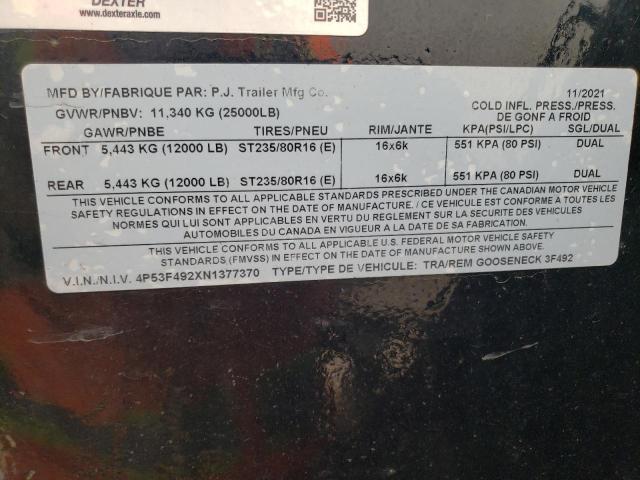 DEXTER
www.dexteraxle.com
MFD BY/FABRIQUE PAR: P.J. Trailer Mfg Co. 11/2021
GVWR/PNBV: 11,340 KG (25000LB) COLD INFL. PRESS./PRESS.
DE GONF A FROID
GAWR/PNBE TIRES/PNEU RIM/JANTE KPA(PSI/LPC) SGL/DUAL
FRONT 5,443 KG (12000 LB) ST235/80R16 (E) 16x6k 551 KPA (80 PSI) DUAL
REAR 5,443 KG (12000 LB) ST235/80R16 (E) 16x6k 551 KPA (80 PSI) DUAL
THIS VEHICLE CONFORMS TO ALL APPLICABLE STANDARDS PRESCRIBED UNDER THE CANADIAN MOTOR VEHICLE
SAFETY REGULATIONS IN EFFECT ON THE DATE OF MANUFACTURE. / CE VEHICULE EST CONFORME A TOUTES LES
NORMES QUI LUI SONT APPLICABLES EN VERTU DU REGLEMENT SUR LA SECURITE DES VEHICULES
AUTOMOBILES DU CANADA EN VIGUEUR A LA DATE DE SA FABRICATION.
THIS VEHICLE CONFORMS TO ALL APPLICABLE U.S. FEDERAL MOTOR VEHICLE SAFETY
STANDARDS (FMVSS) IN EFFECT ON THE DATE OF MANUFACTURE SHOWN ABOVE.
V.I.N./N.I.V. 4P53F492XN1377370 TYPE/TYPE DE VEHICULE: TRA/REM GOOSENECK 3F492